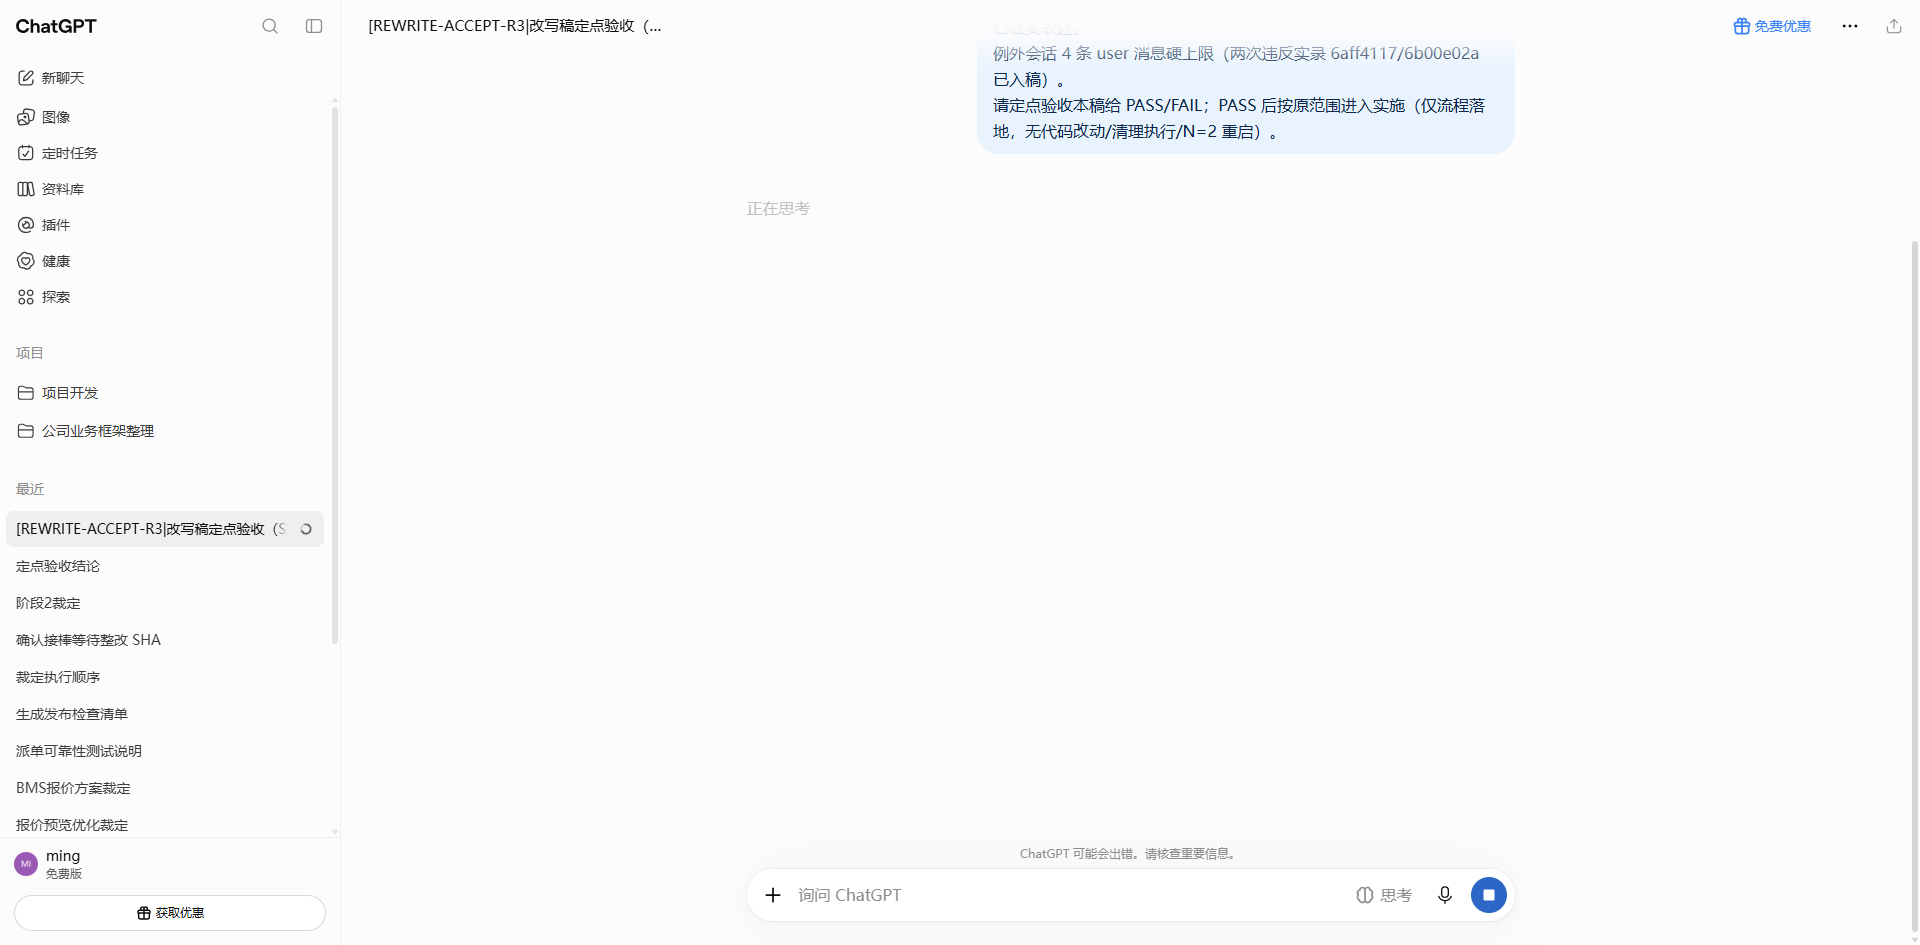 ChatGPT
新聊天
图像
定时任务
资料库
插件
健康
探索
项目
项目开发
公司业务框架整理
最近
[REWRITE-ACCEPT-R3|改写稿定点验收（S
定点验收结论
阶段2裁定
确认接棒等待整改 SHA
裁定执行顺序
生成发布检查清单
派单可靠性测试说明
BMS报价方案裁定
报价预览优化裁定
MI
ming
免费版
获取优惠
[REWRITE-ACCEPT-R3|改写稿定点验收（...
免费优惠
例外会话 4 条 user 消息硬上限（两次违反实录 6aff4117/6b00e02a
已入稿）。
请定点验收本稿给 PASS/FAIL；PASS 后按原范围进入实施（仅流程落
地，无代码改动/清理执行/N=2 重启）。
正在思考
ChatGPT 可能会出错。请核查重要信息。
询问 ChatGPT
思考